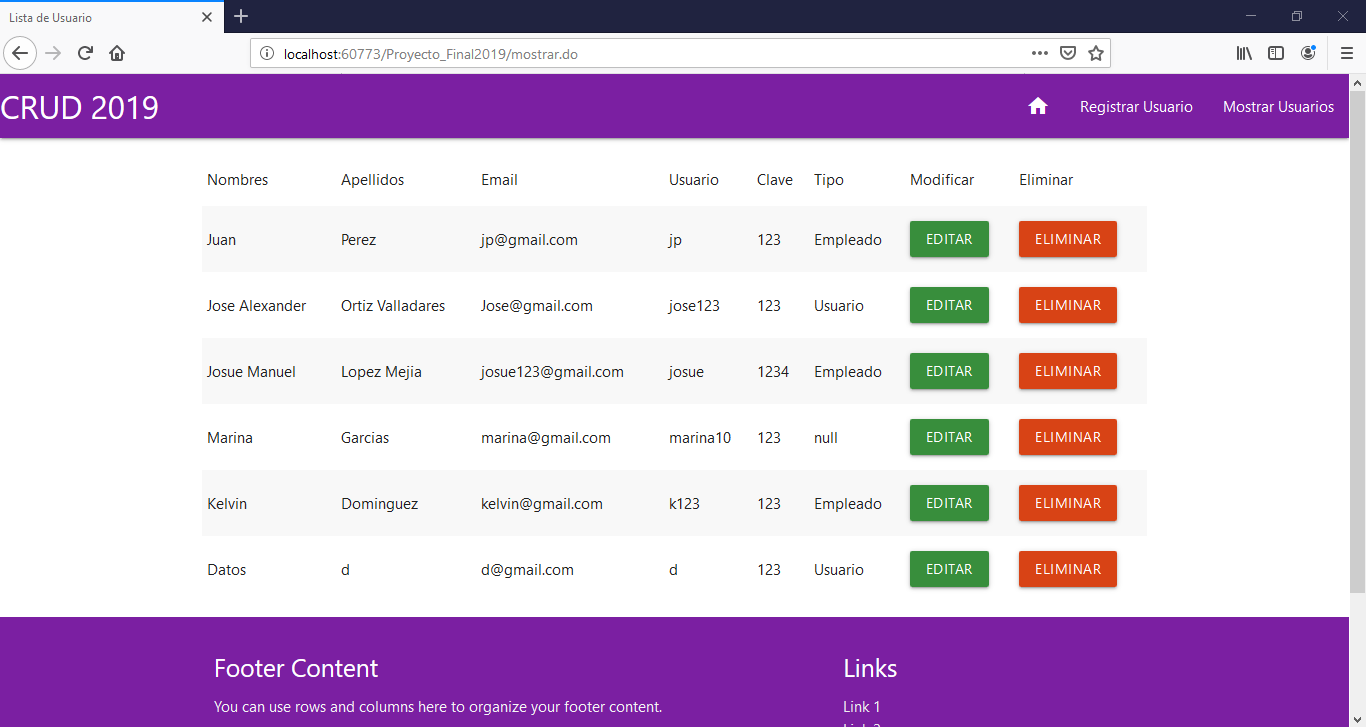 Lista de Usuario
localhost:60773/Proyecto_Final2019/mostrar.do
CRUD 2019 Registrar Usuario Mostrar Usuarios
Nombres Apellidos Email Usuario Clave Tipo Modificar Eliminar
Juan Perez jp@gmail.com jp 123 Empleado EDITAR ELIMINAR
Jose Alexander Ortiz Valladares Jose@gmail.com jose123 123 Usuario EDITAR ELIMINAR
Josue Manuel Lopez Mejia josue123@gmail.com josue 1234 Empleado EDITAR ELIMINAR
Marina Garcias marina@gmail.com marina10 123 null EDITAR ELIMINAR
Kelvin Dominguez kelvin@gmail.com k123 123 Empleado EDITAR ELIMINAR
Datos d d@gmail.com d 123 Usuario EDITAR ELIMINAR
Footer Content Links
You can use rows and columns here to organize your footer content. Link 1